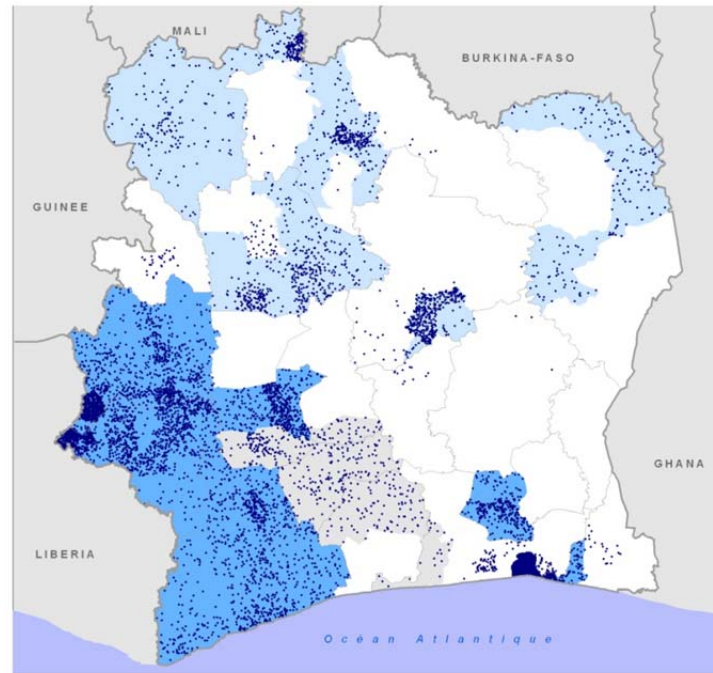 MALI
BURKINA-FASO
GUINEE
GHANA
LIBERIA
Océan Atlantique